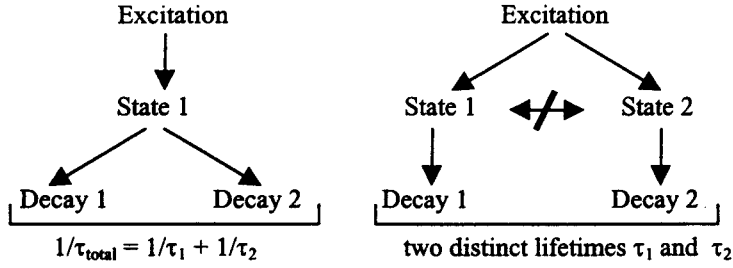 Excitation
State 1
Decay 1 Decay 2
1/τtotal = 1/τ1 + 1/τ2
Excitation
State 1 State 2
Decay 1 Decay 2
two distinct lifetimes τ1 and τ2